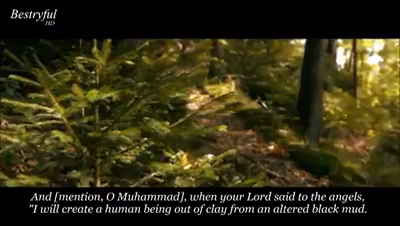 Bestryful
HD
And [mention, O Muhammad], when your Lord said to the angels,
"I will create a human being out of clay from an altered black mud.